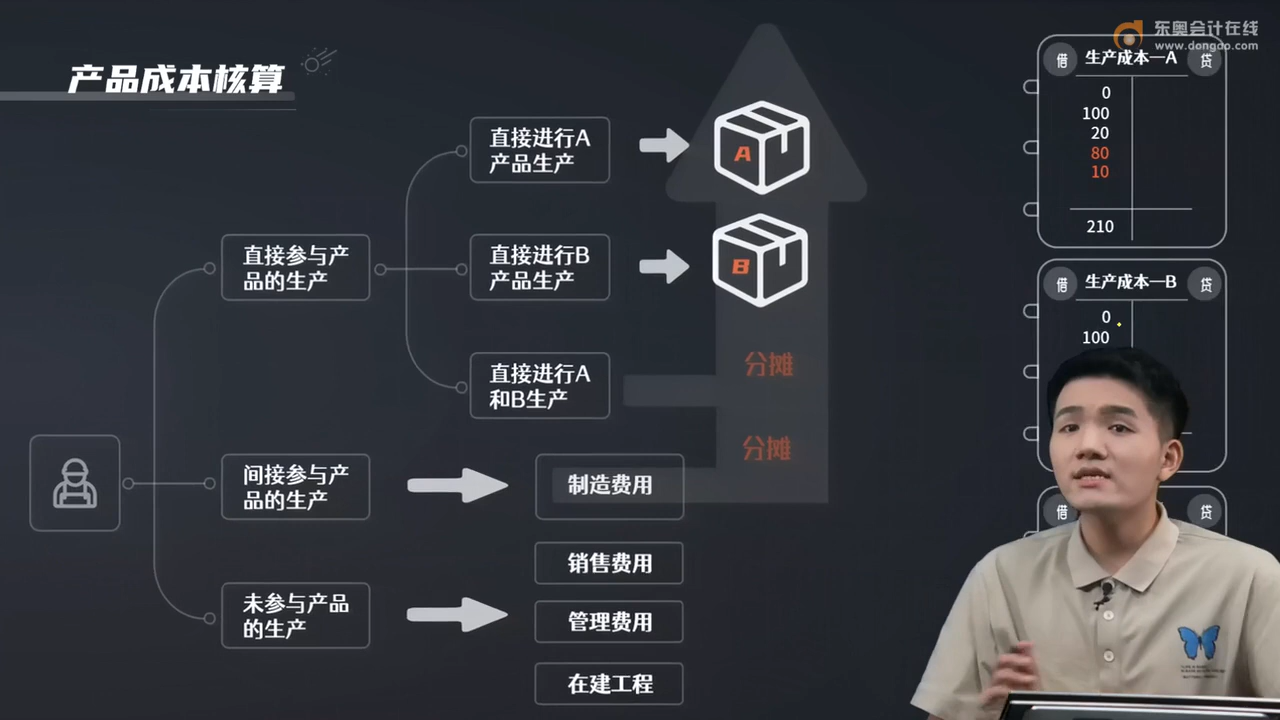 东奥会计在线
www.dongao.com
产品成本核算
直接参与产
品的生产
间接参与产
品的生产
未参与产品
的生产
直接进行A
产品生产
直接进行B
产品生产
直接进行A
和B生产
A
B
分摊
分摊
制造费用
销售费用
管理费用
在建工程
借 生产成本—A 贷
0
100
20
80
10
210
借 生产成本—B 贷
0
100
借 贷